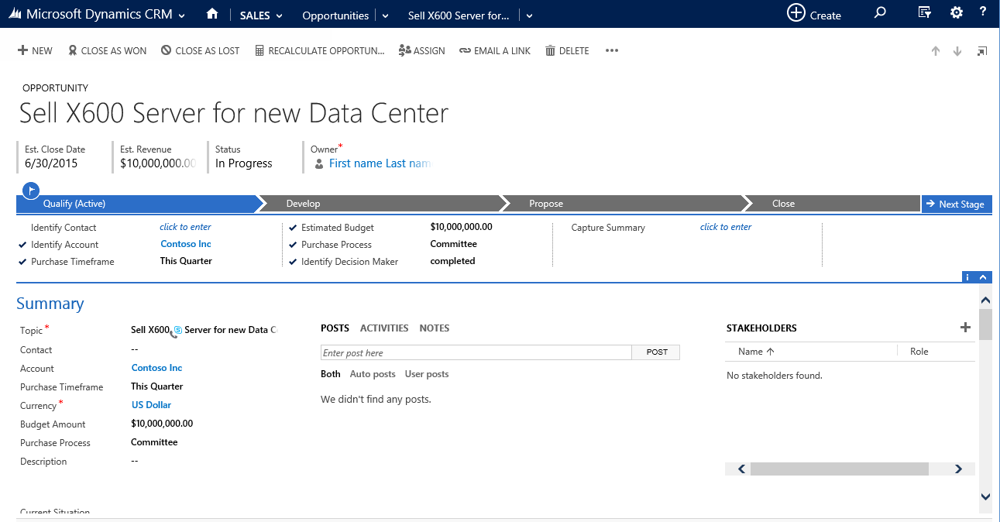 Microsoft Dynamics CRM SALES Opportunities Sell X600 Server for... Create ?
NEW CLOSE AS WON CLOSE AS LOST RECALCULATE OPPORTUN... ASSIGN EMAIL A LINK DELETE •••
OPPORTUNITY
Sell X600 Server for new Data Center
Est. Close Date Est. Revenue Status Owner*
6/30/2015 $10,000,000.00 In Progress First name Last nam
Qualify (Active) Develop Propose Close Next Stage
Identify Contact click to enter Estimated Budget $10,000,000.00 Capture Summary click to enter
Identify Account Contoso Inc Purchase Process Committee
Purchase Timeframe This Quarter Identify Decision Maker completed
i
Summary
Topic* Sell X600 Server for new Data C
Contact --
Account Contoso Inc
Purchase Timeframe This Quarter
Currency* US Dollar
Budget Amount $10,000,000.00
Purchase Process Committee
Description --
Current Situation
POSTS ACTIVITIES NOTES
Enter post here POST
Both Auto posts User posts
We didn't find any posts.
STAKEHOLDERS
Name Role
No stakeholders found.